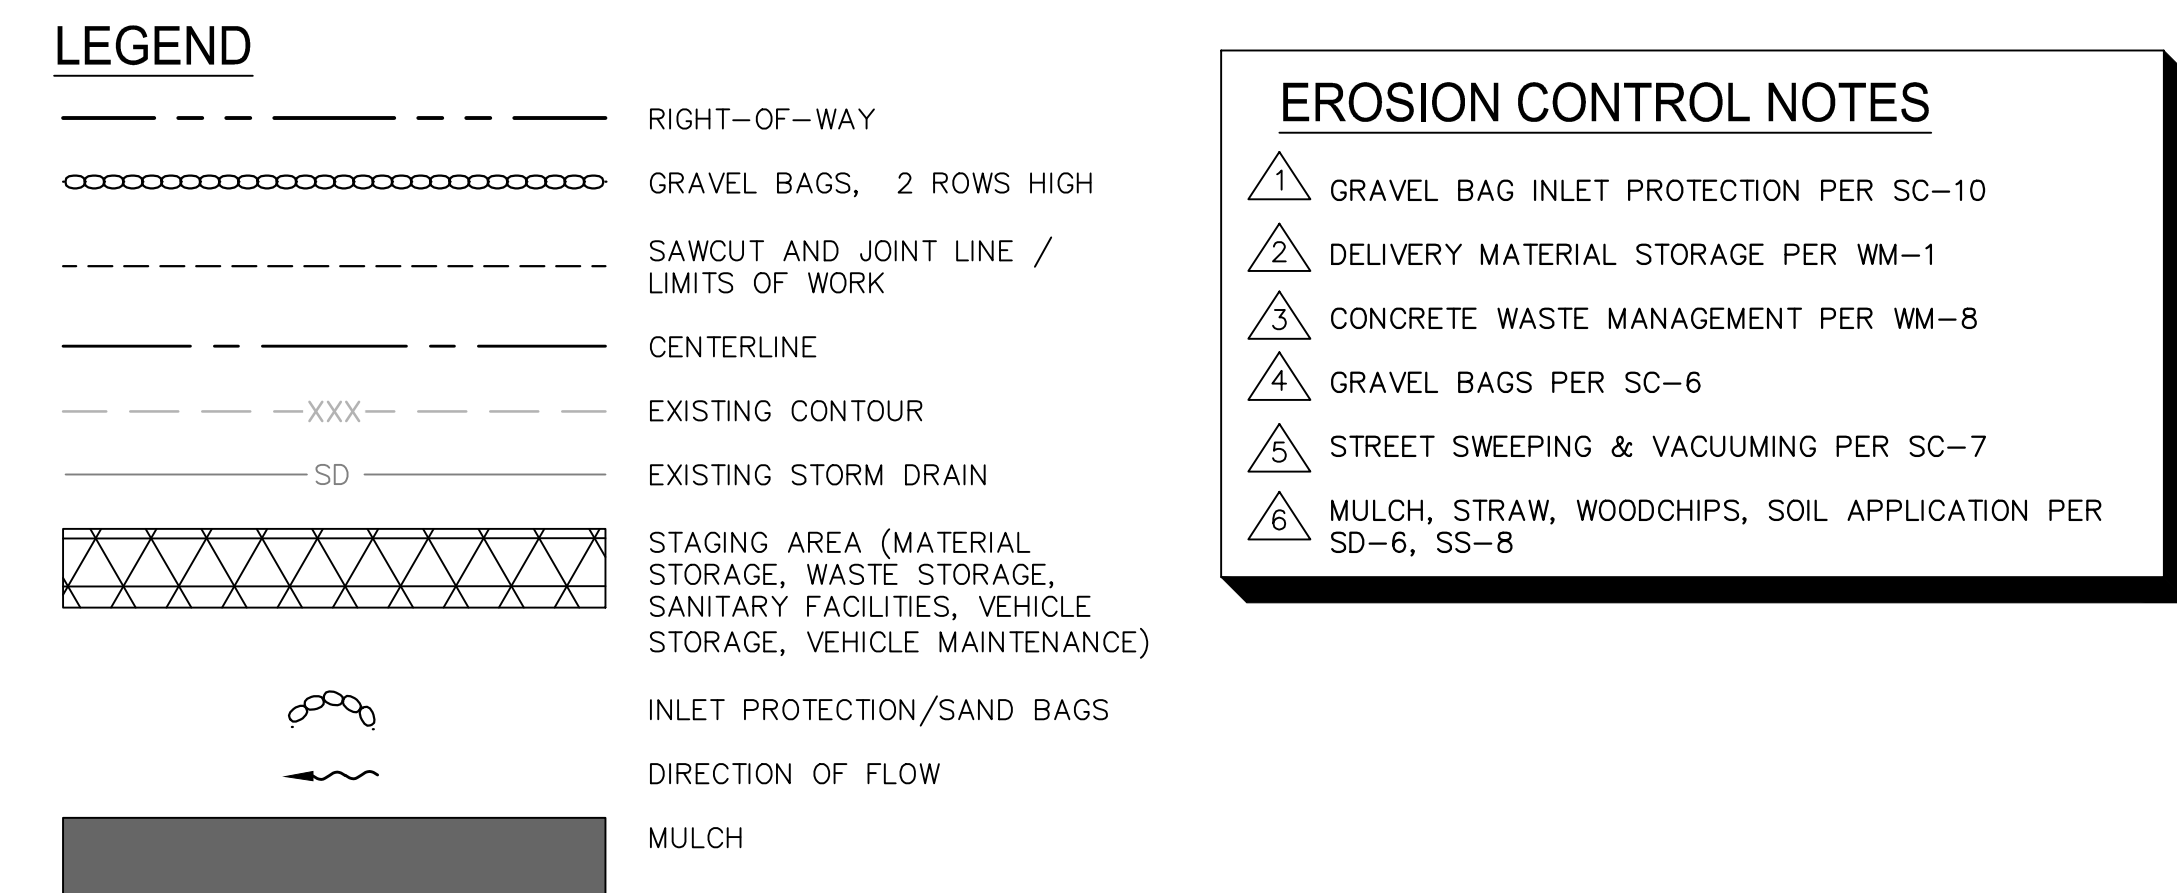 LEGEND
RIGHT-OF-WAY
GRAVEL BAGS, 2 ROWS HIGH
SAWCUT AND JOINT LINE /
LIMITS OF WORK
CENTERLINE
XXX
EXISTING CONTOUR
SD
EXISTING STORM DRAIN
STAGING AREA (MATERIAL
STORAGE, WASTE STORAGE,
SANITARY FACILITIES, VEHICLE
STORAGE, VEHICLE MAINTENANCE)
INLET PROTECTION/SAND BAGS
DIRECTION OF FLOW
MULCH
EROSION CONTROL NOTES
1 GRAVEL BAG INLET PROTECTION PER SC-10
2 DELIVERY MATERIAL STORAGE PER WM-1
3 CONCRETE WASTE MANAGEMENT PER WM-8
4 GRAVEL BAGS PER SC-6
5 STREET SWEEPING & VACUUMING PER SC-7
6 MULCH, STRAW, WOODCHIPS, SOIL APPLICATION PER
SD-6, SS-8